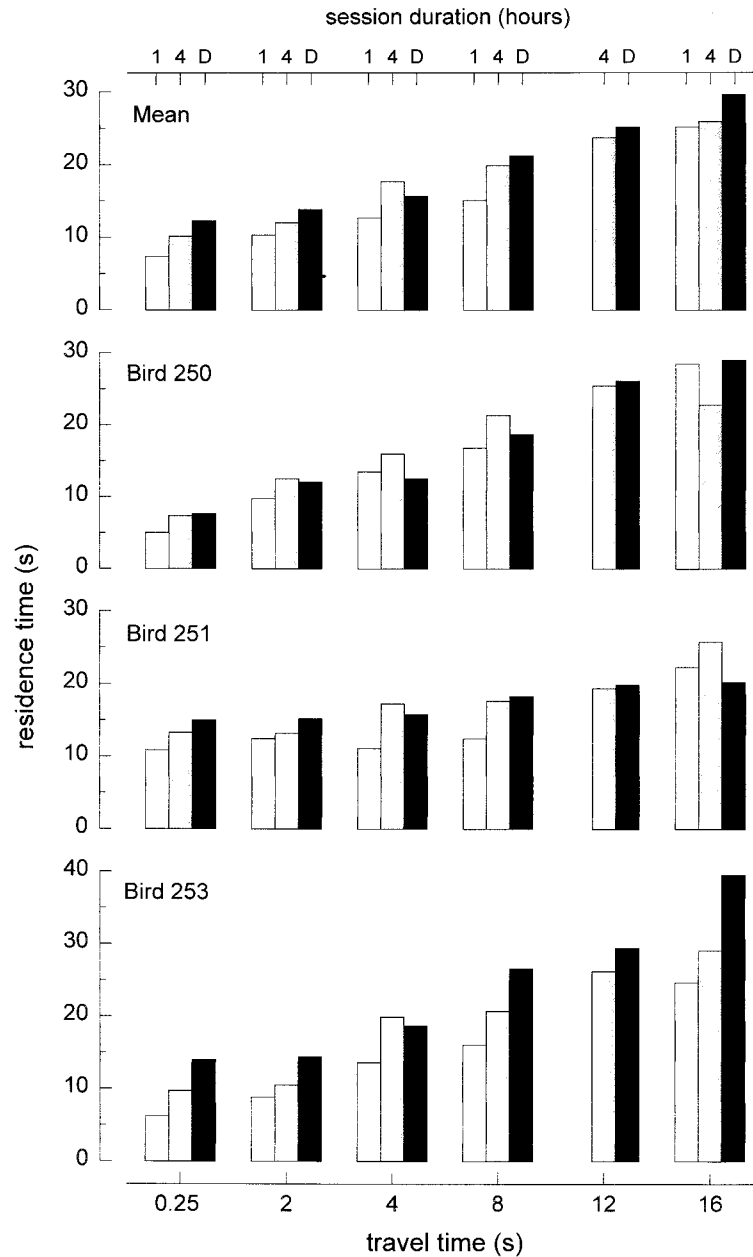 session duration (hours)
1 4 D 1 4 D 1 4 D 1 4 D 4 D 1 4 D
Mean
30
20
10
0
Bird 250
30
20
10
0
Bird 251
30
20
10
0
Bird 253
40
30
20
10
0
residence time (s)
0.25 2 4 8 12 16
travel time (s)